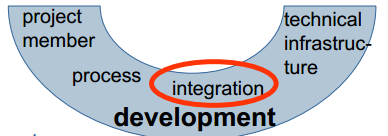 project
member
technical
infrastruc-
ture
process
integration
development